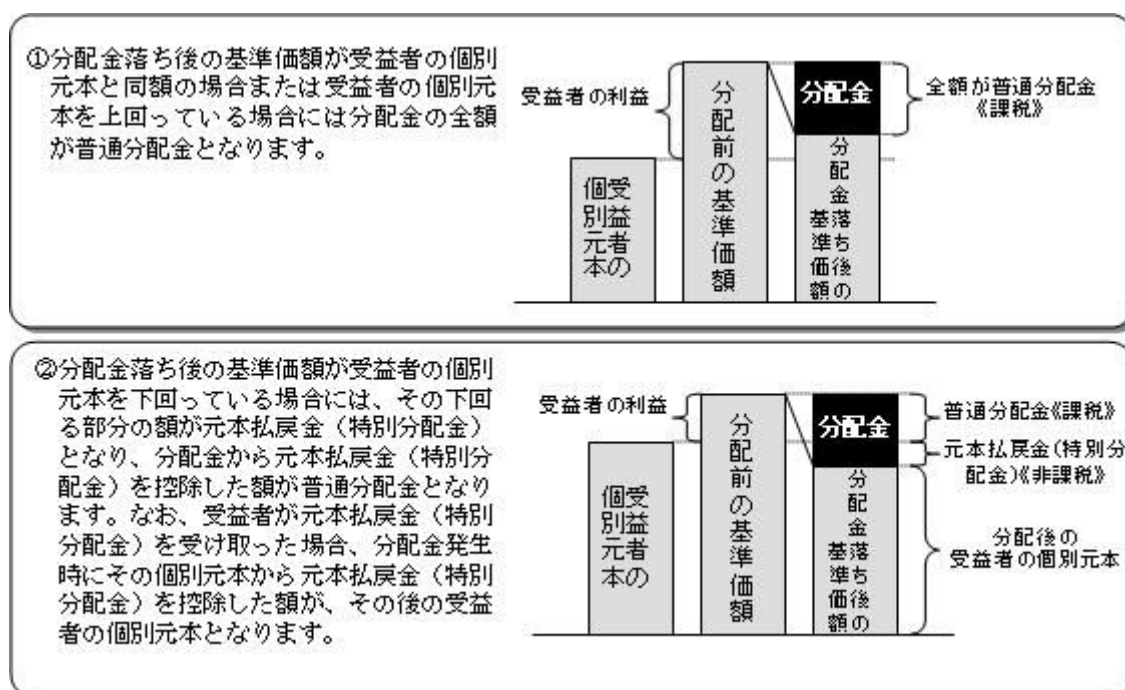 ①分配金落ち後の基準価額が受益者の個別
元本と同額の場合または受益者の個別元
本を上回っている場合には分配金の全額
が普通分配金となります。
受益者の利益
受益者の
個別元本
分配前の基準価額
分配金
分配金落ち後の
基準価額
全額が普通分配金
《課税》
②分配金落ち後の基準価額が受益者の個別
元本を下回っている場合には、その下回
る部分の額が元本払戻金（特別分配金）
となり、分配金から元本払戻金（特別分
配金）を控除した額が普通分配金となり
ます。なお、受益者が元本払戻金（特別
分配金）を受け取った場合、分配金発生
時にその個別元本から元本払戻金（特別
分配金）を控除した額が、その後の受益
者の個別元本となります。
受益者の利益
受益者の
個別元本
分配前の基準価額
分配金
分配金落ち後の
基準価額
普通分配金《課税》
元本払戻金(特別分
配金)《非課税》
分配後の
受益者の個別元本